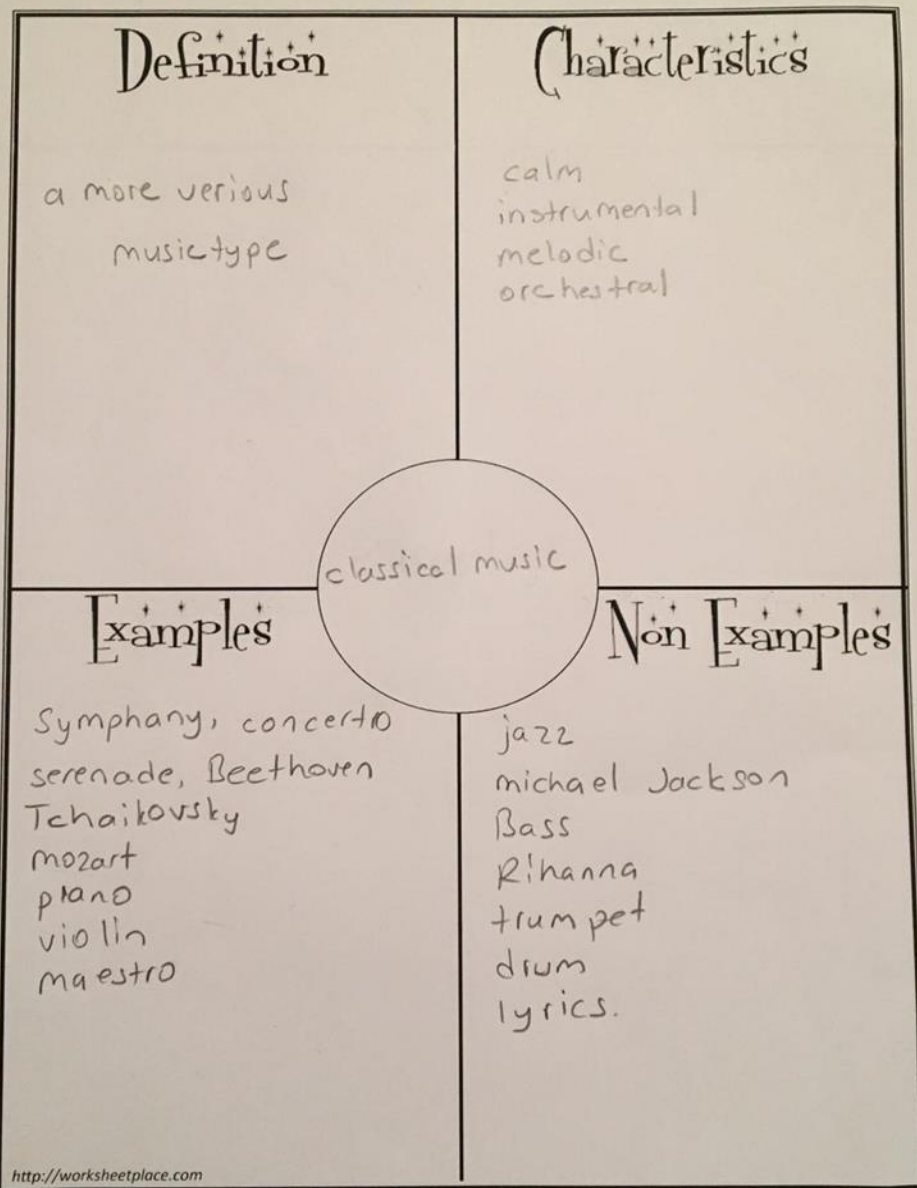 Definition
a more verious
musictype
Characteristics
calm
instrumental
melodic
orchestral
classical music
Examples
Symphany, concertio
serenade, Beethoven
Tchaikovsky
mozart
piano
violin
maestro
Non Examples
jazz
michael Jackson
Bass
Rihanna
trumpet
drum
lyrics.
http://worksheetplace.com